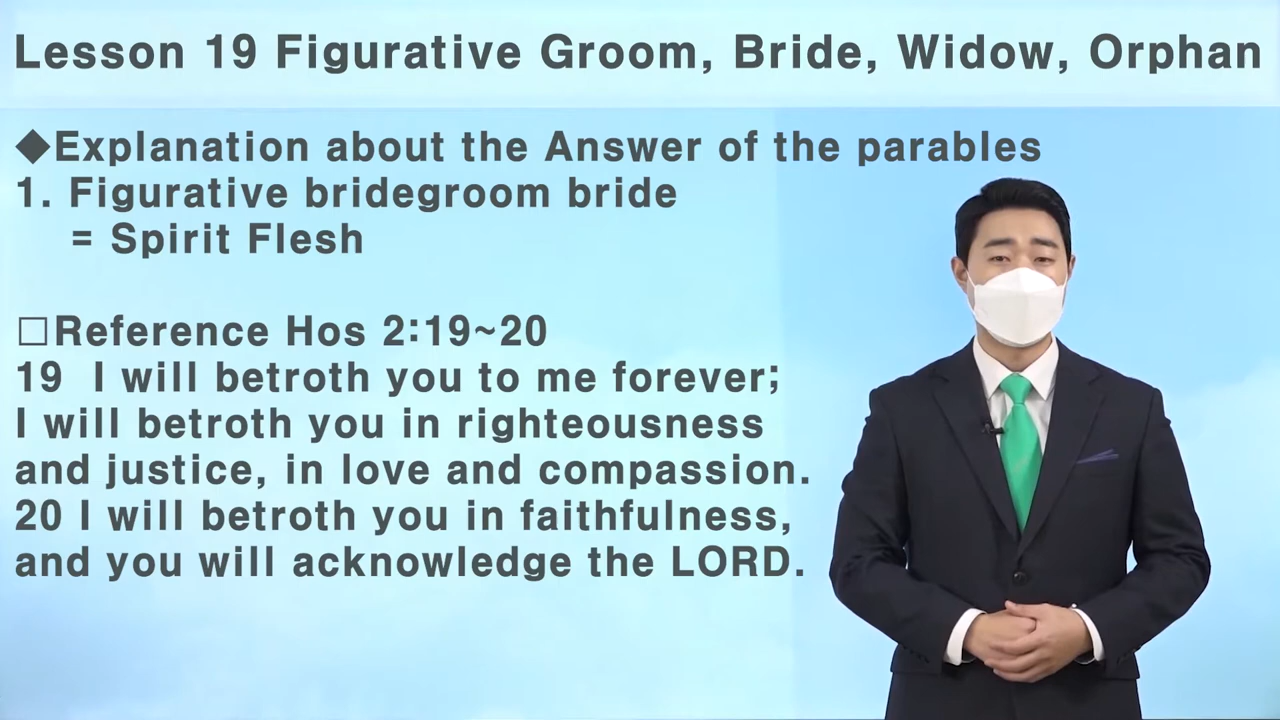 Lesson 19 Figurative Groom, Bride, Widow, Orphan
◆Explanation about the Answer of the parables
1. Figurative bridegroom bride
= Spirit Flesh
□Reference Hos 2:19~20
19 I will betroth you to me forever;
I will betroth you in righteousness
and justice, in love and compassion.
20 I will betroth you in faithfulness,
and you will acknowledge the LORD.